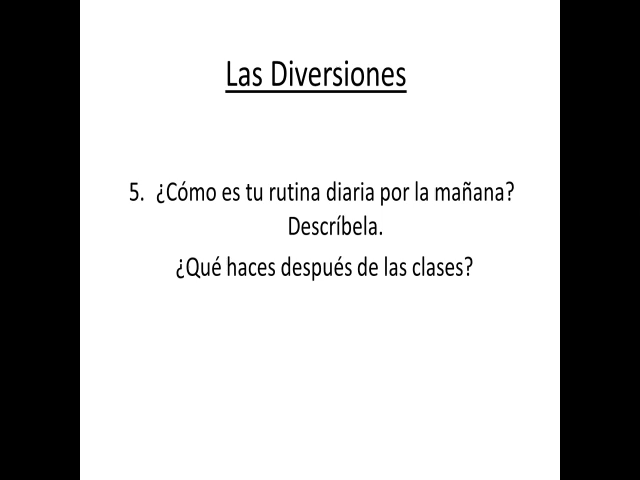 Las Diversiones
5. ¿Cómo es tu rutina diaria por la mañana?
Descríbela.
¿Qué haces después de las clases?